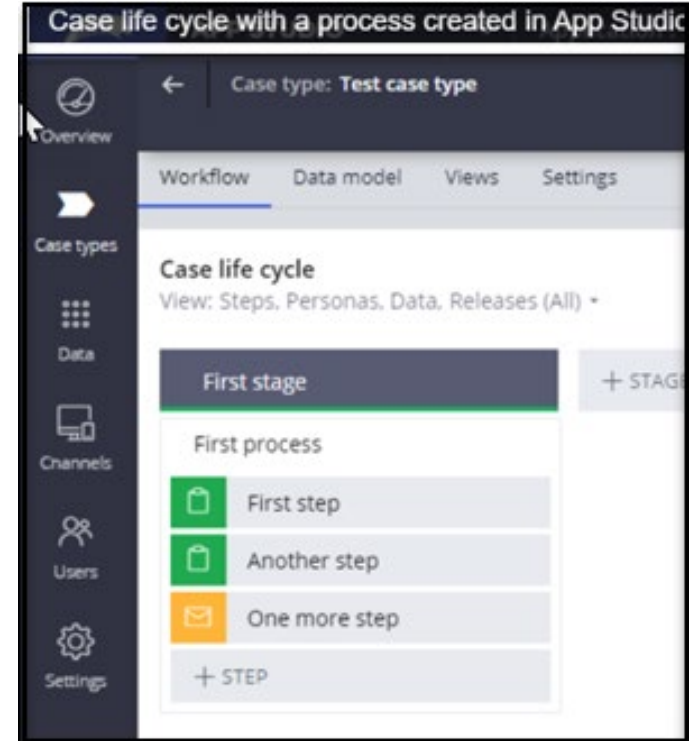 Case life cycle with a process created in App Studio
Overview
Case types
Data
Channels
Users
Settings
← Case type: Test case type
Workflow Data model Views Settings
Case life cycle
View: Steps, Personas, Data, Releases (All)
First stage
+ STAGE
First process
First step
Another step
One more step
+ STEP